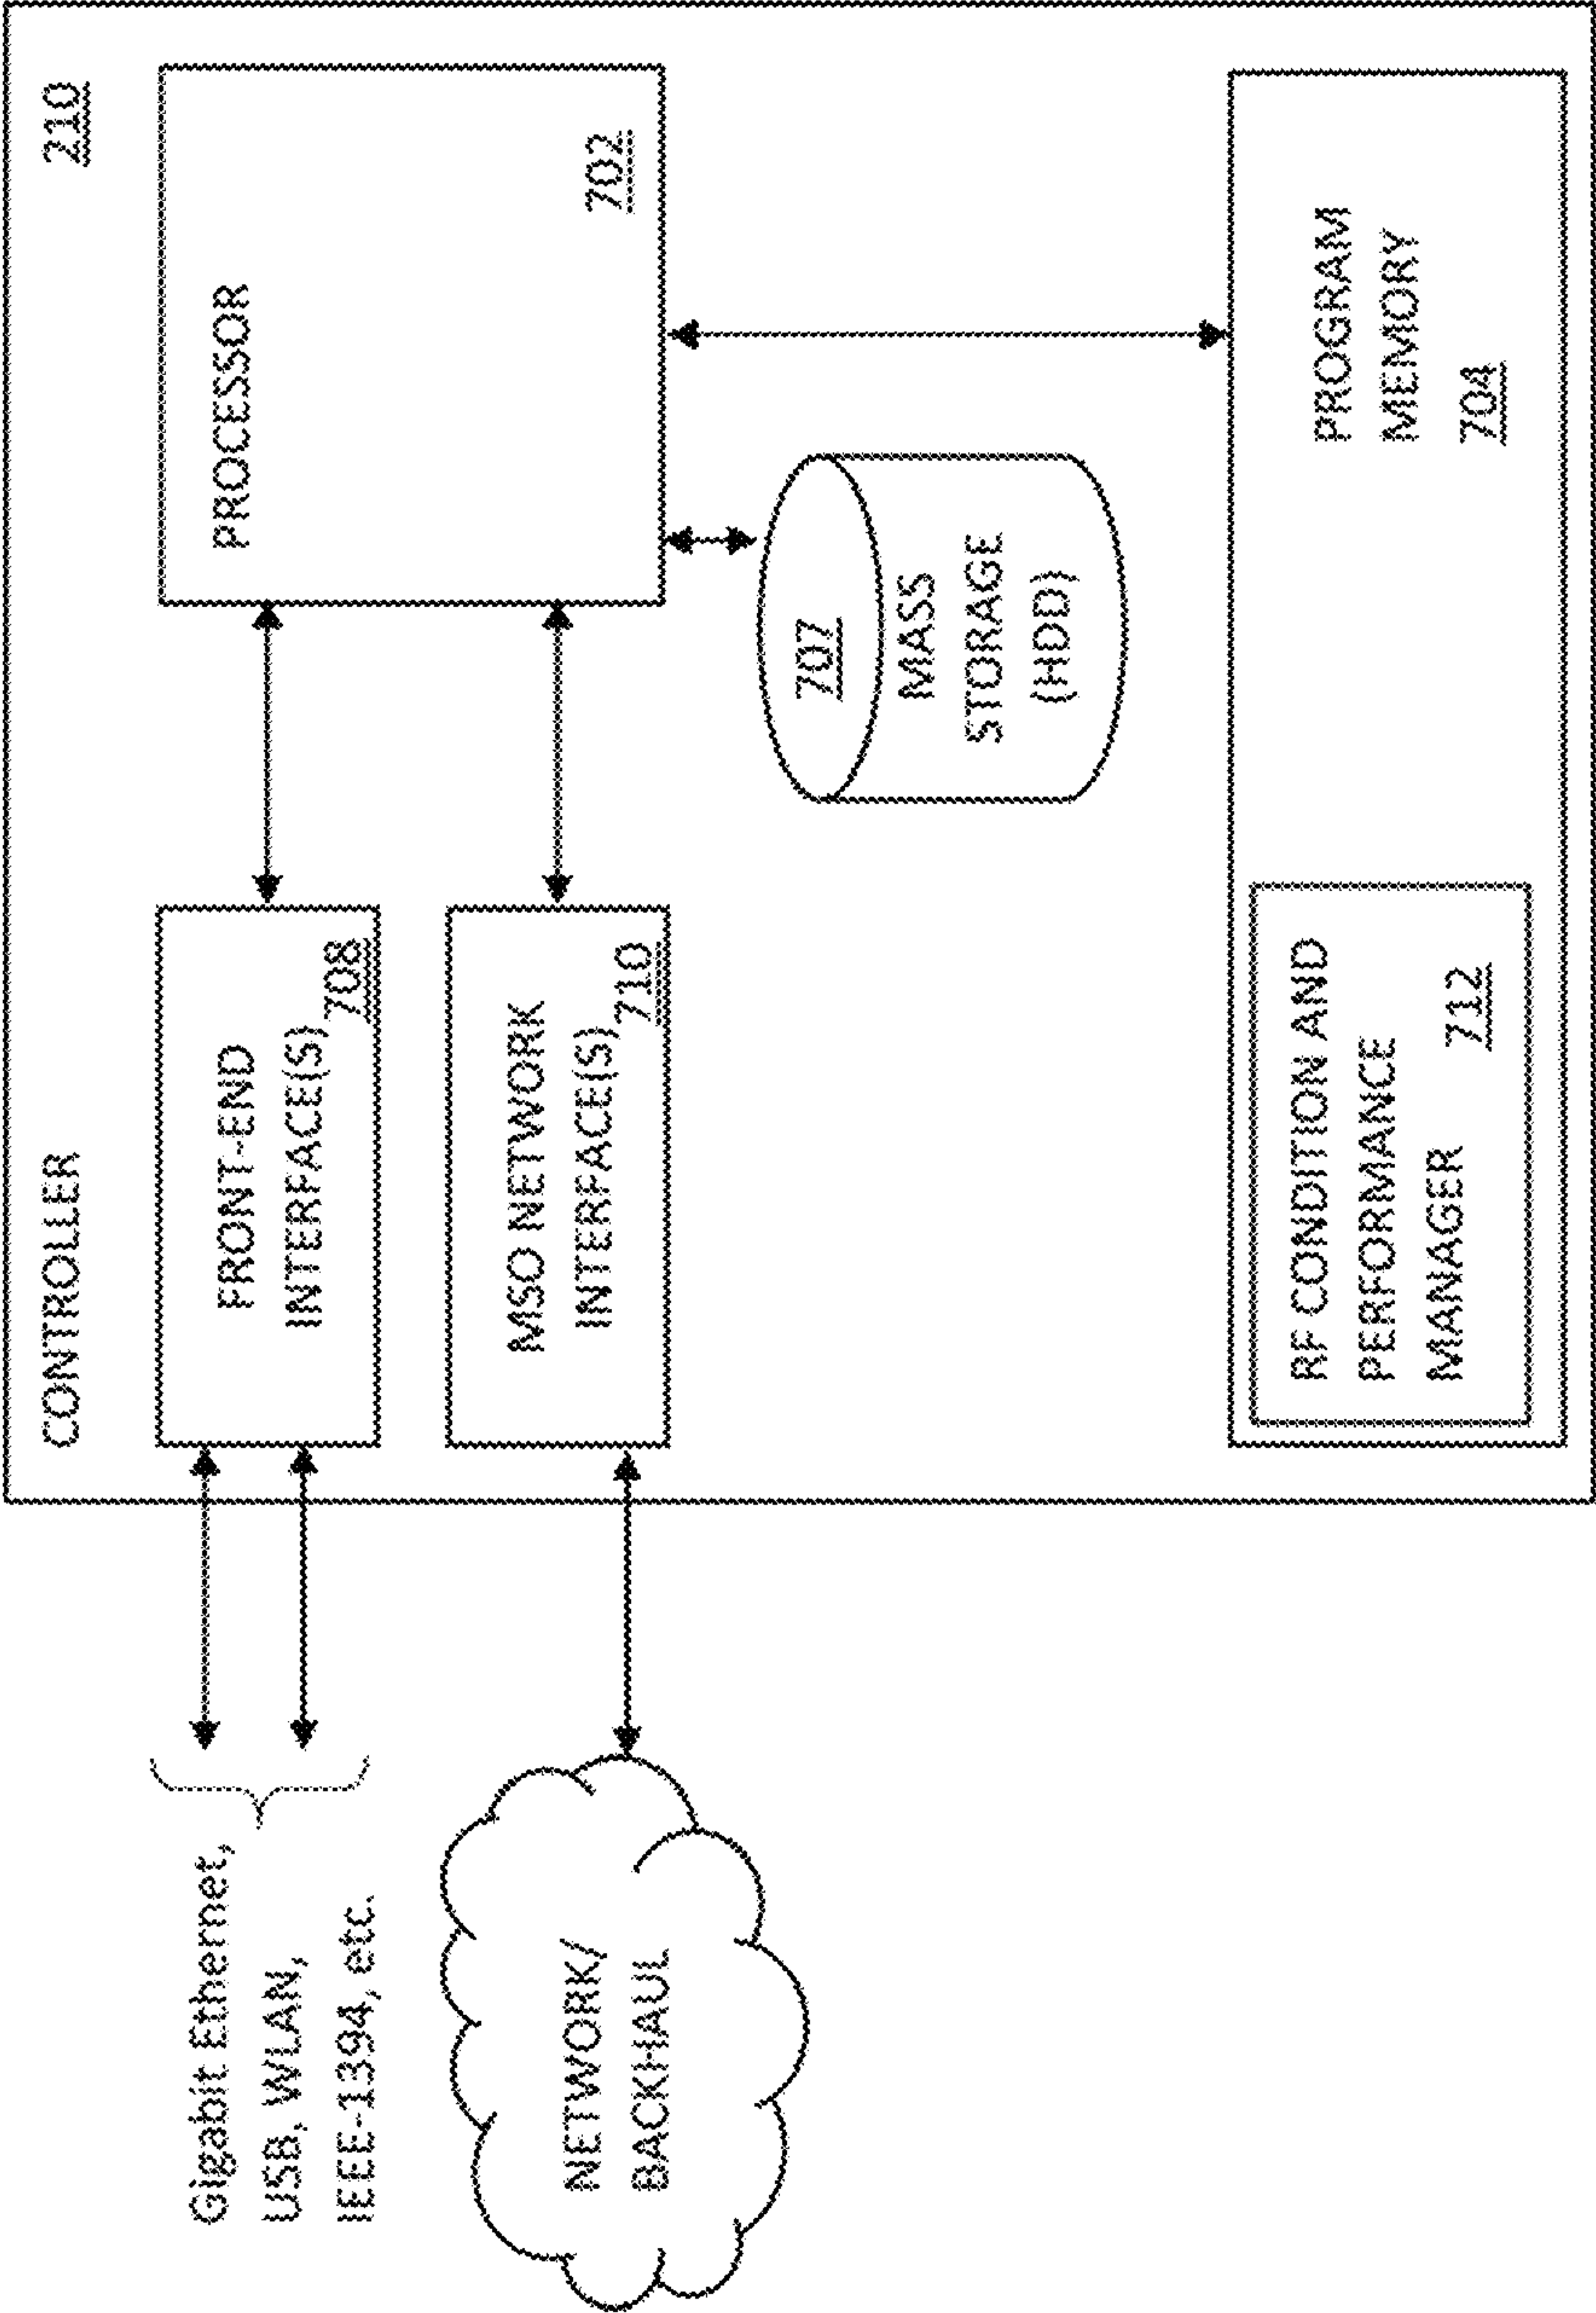 CONTROLLER
210
Gigabit Ethernet,
USB, WLAN,
IEEE-1394, etc.
FRONT-END
INTERFACE(S)
708
PROCESSOR
702
NETWORK/
BACKHAUL
MSO NETWORK
INTERFACE(S)
710
707
MASS
STORAGE
(HDD)
RF CONDITION AND
PERFORMANCE
MANAGER
712
PROGRAM
MEMORY
704